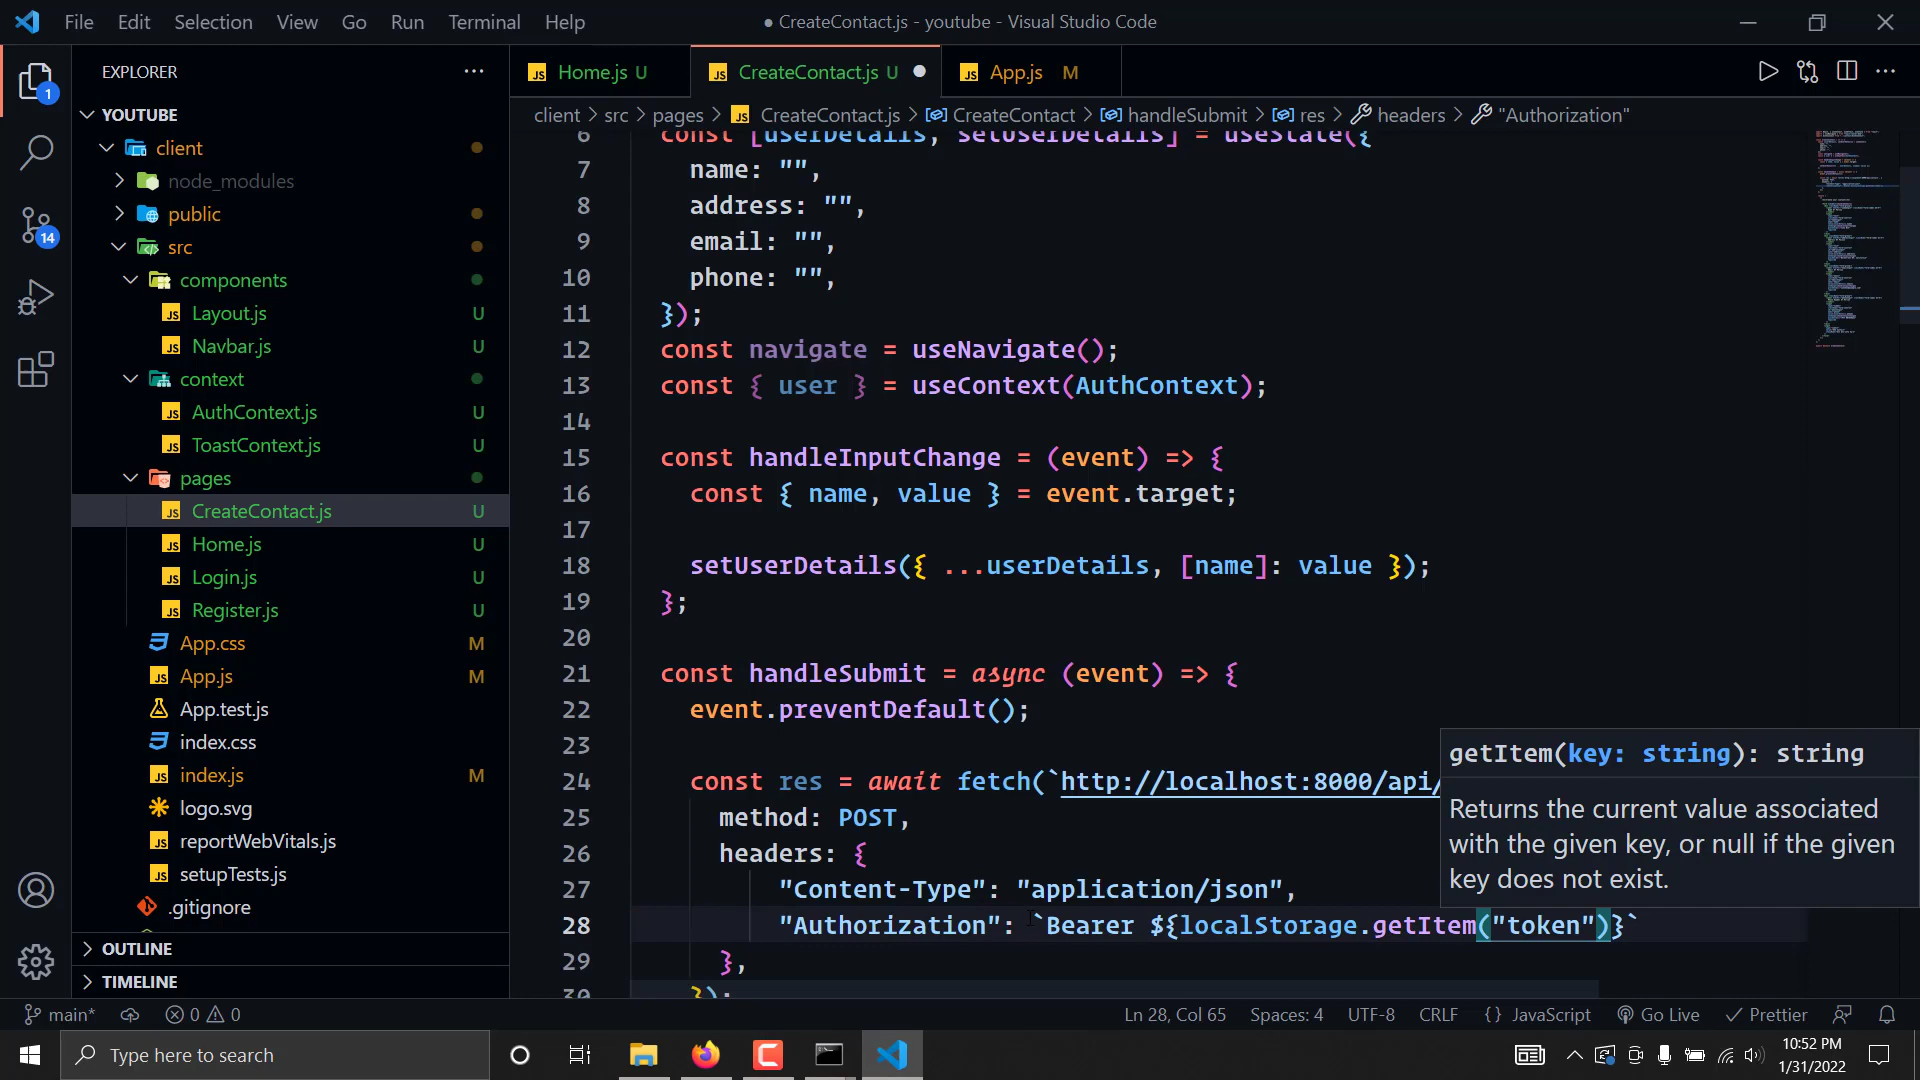 File Edit Selection View Go Run Terminal Help
● CreateContact.js - youtube - Visual Studio Code
EXPLORER
Home.js U
CreateContact.js U
App.js M
YOUTUBE
client > src > pages > CreateContact.js > CreateContact > handleSubmit > res > headers > "Authorization"
client
node_modules
public
src
components
Layout.js U
Navbar.js U
context
AuthContext.js U
ToastContext.js U
pages
CreateContact.js U
Home.js U
Login.js U
Register.js U
App.css M
App.js M
App.test.js
index.css
index.js M
logo.svg
reportWebVitals.js
setupTests.js
.gitignore
OUTLINE
TIMELINE
1
14
6 const [userDetails, setUserDetails] = useState({
7 name: "",
8 address: "",
9 email: "",
10 phone: "",
11 });
12 const navigate = useNavigate();
13 const { user } = useContext(AuthContext);
14
15 const handleInputChange = (event) => {
16 const { name, value } = event.target;
17
18 setUserDetails({ ...userDetails, [name]: value });
19 };
20
21 const handleSubmit = async (event) => {
22 event.preventDefault();
23
24 const res = await fetch(`http://localhost:8000/api/
25 method: POST,
26 headers: {
27 "Content-Type": "application/json",
28 "Authorization": `Bearer ${localStorage.getItem("token")}`
29 },
30 });
getItem(key: string): string
Returns the current value associated
with the given key, or null if the given
key does not exist.
main* 0 0 Ln 28, Col 65 Spaces: 4 UTF-8 CRLF {} JavaScript Go Live Prettier
Type here to search
10:52 PM
1/31/2022